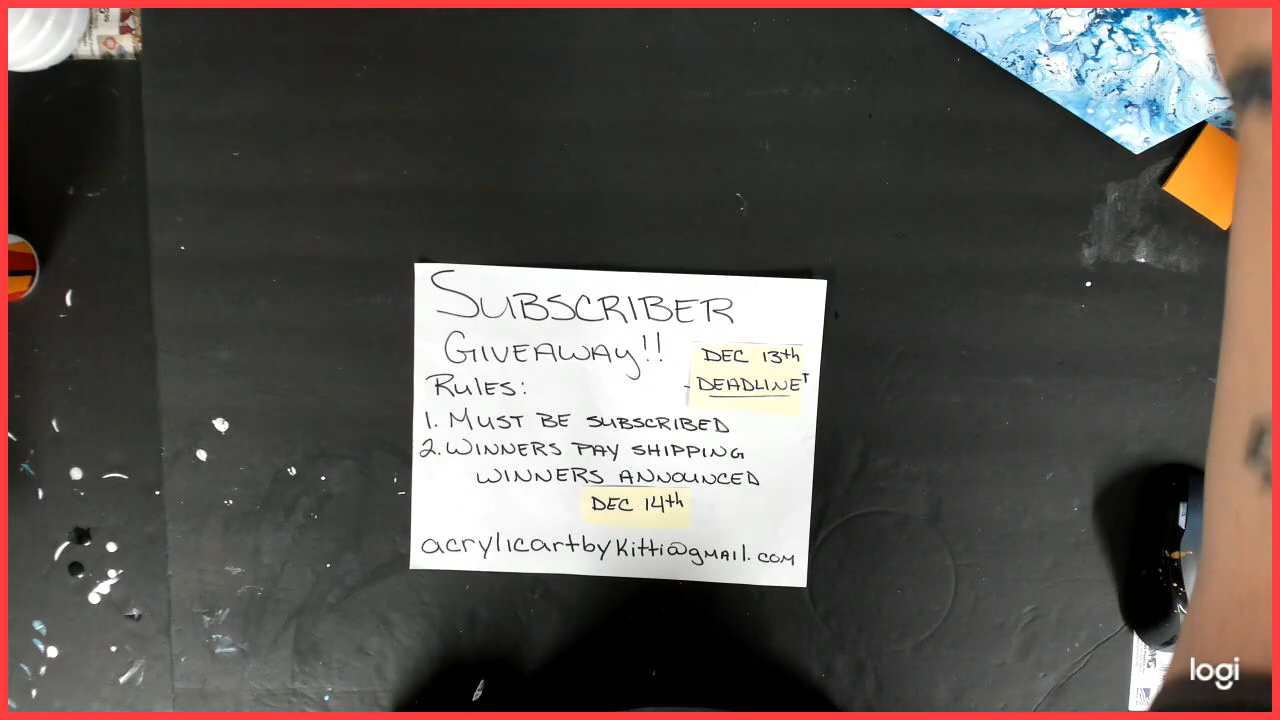 SUBSCRIBER
GIVEAWAY!!
DEC 13th
DEADLINE
RULES:
1. MUST BE SUBSCRIBED
2. WINNERS PAY SHIPPING
WINNERS ANNOUNCED
DEC 14th
acrylicartbykitti@gmail.com
logi